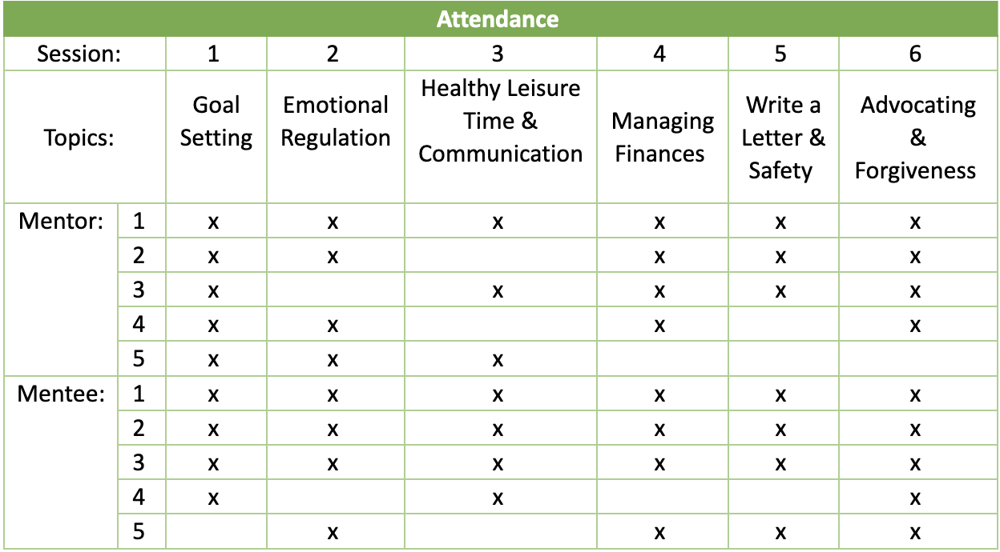 Attendance
Session: 1 2 3 4 5 6
Topics: Goal Setting Emotional Regulation Healthy Leisure Time & Communication Managing Finances Write a Letter & Safety Advocating & Forgiveness
Mentor: 1 x x x x x x
2 x x x x x
3 x x x x x
4 x x x x
5 x x x
Mentee: 1 x x x x x x
2 x x x x x x
3 x x x x x x
4 x x x
5 x x x x